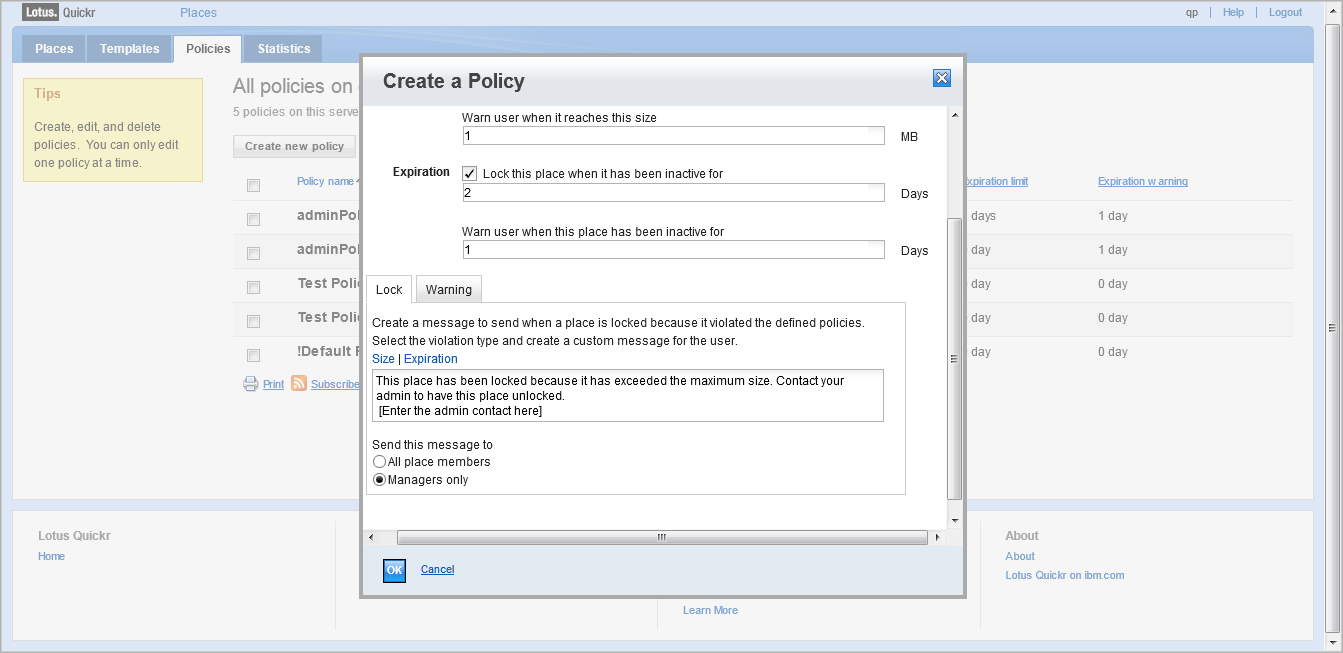 Lotus. Quickr
Places
qp | Help | Logout
Places
Templates
Policies
Statistics
Tips
Create, edit, and delete
policies.  You can only edit
one policy at a time.
All policies on
5 policies on this serve
Create new policy
Policy name
xpiration limit
Expiration warning
adminPol
days
1 day
adminPol
day
1 day
Test Polic
day
0 day
Test Polic
day
0 day
!Default P
day
0 day
Print
Subscribe
Create a Policy
Warn user when it reaches this size
1
MB
Expiration
Lock this place when it has been inactive for
2
Days
Warn user when this place has been inactive for
1
Days
Lock
Warning
Create a message to send when a place is locked because it violated the defined policies.
Select the violation type and create a custom message for the user.
Size | Expiration
This place has been locked because it has exceeded the maximum size. Contact your
admin to have this place unlocked.
[Enter the admin contact here]
Send this message to
All place members
Managers only
OK
Cancel
Lotus Quickr
Home
Learn More
About
About
Lotus Quickr on ibm.com